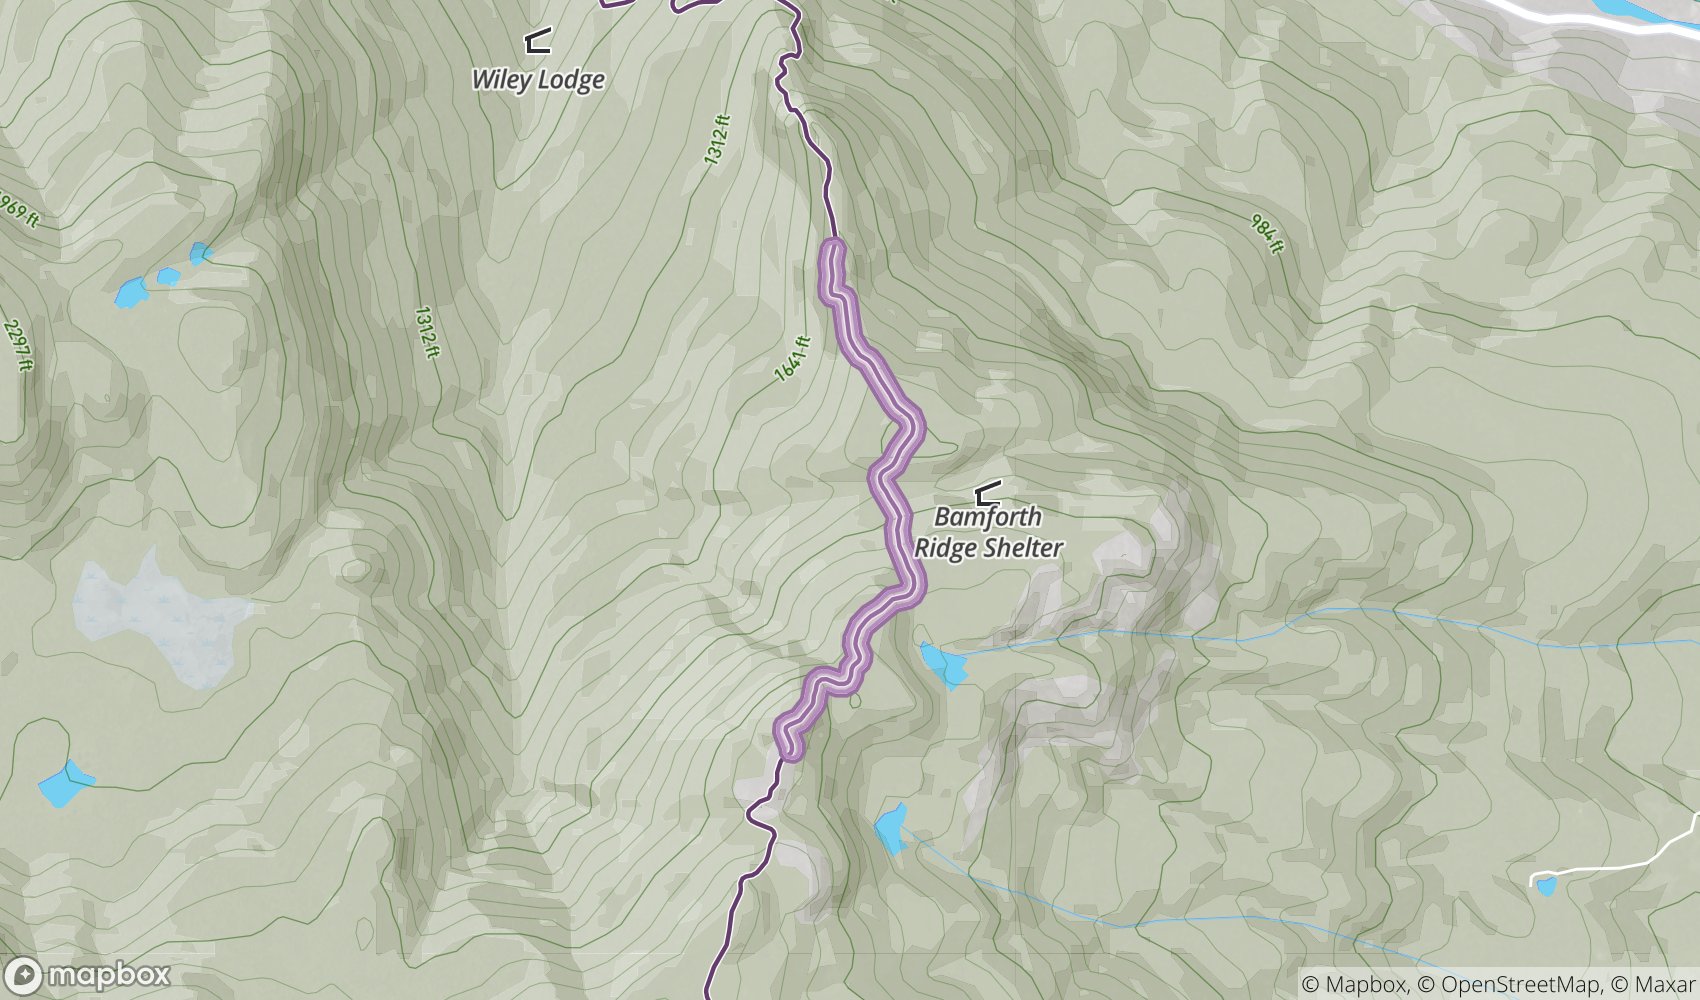 Wiley Lodge
1312 ft
969 ft
984 ft
2297 ft
1312 ft
1641 ft
Bamforth
Ridge Shelter
mapbox
© Mapbox, © OpenStreetMap, © Maxar